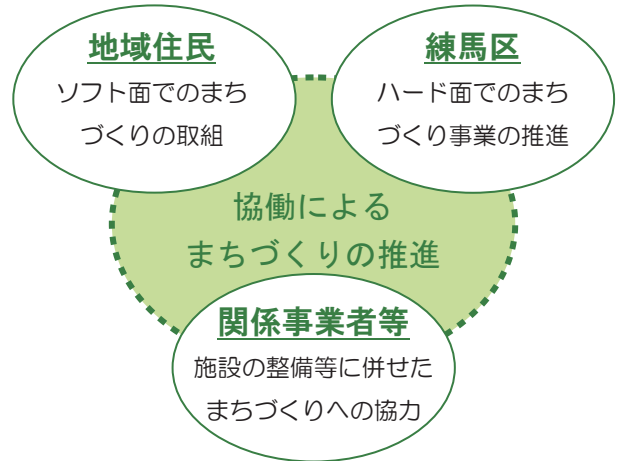 地域住民
ソフト面でのまち
づくりの取組
練馬区
ハード面でのまち
づくり事業の推進
協働による
まちづくりの推進
関係事業者等
施設の整備等に併せた
まちづくりへの協力